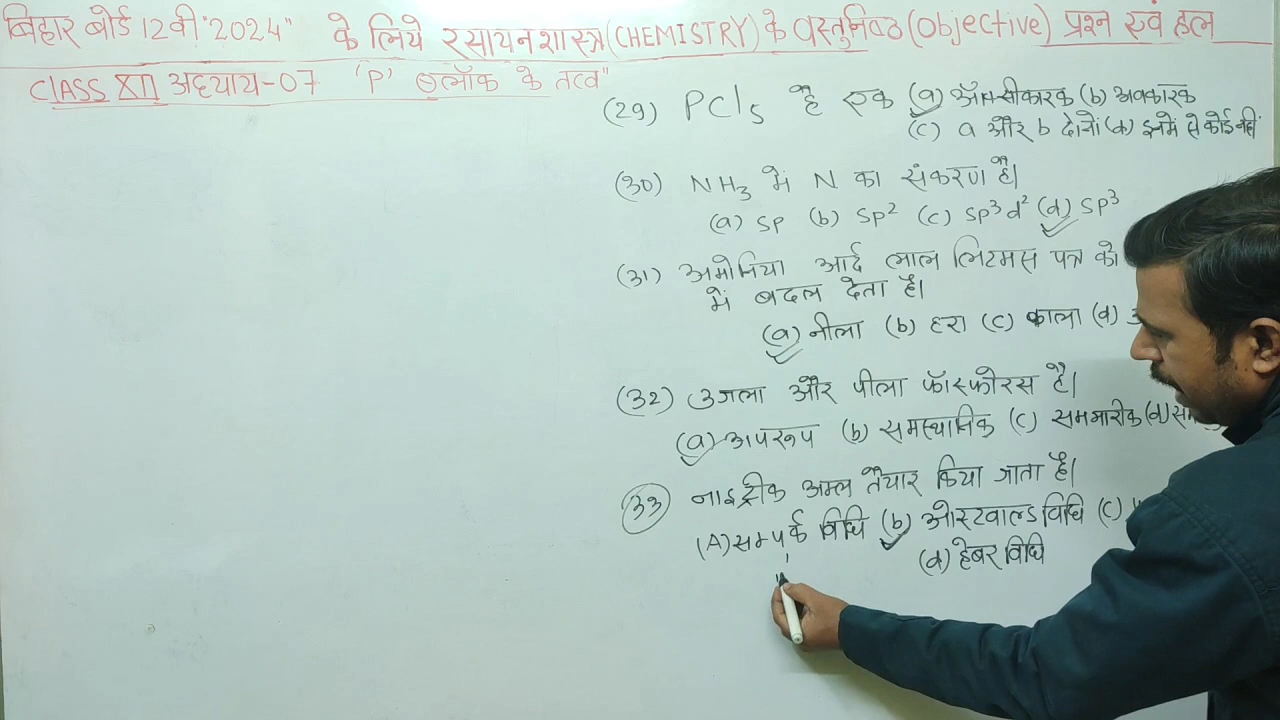 बिहार बोर्ड 12वी "2024" के लिये रसायनशास्त्र (CHEMISTRY) के वस्तुनिष्ठ (Objective) प्रश्न एवं हल
CLASS XII अध्याय-07 'P' ब्लॉक के तत्व"
(29) PCl5 है एक (a) ऑक्सीकारक (b) अवकारक
(c) a और b दोनों (d) इनमें से कोई नहीं
(30) NH3 में N का संकरण है।
(a) SP (b) SP² (c) SP³d² (d) SP³
(31) अमोनिया आर्द लाल लिटमस पत्र को
में बदल देता है।
(a) नीला (b) हरा (c) काला (d)
(32) उजला और पीला फॉस्फोरस है।
(a) अपरूप (b) समस्थानिक (c) समभारीक (d)
(33) नाइट्रीक अम्ल तैयार किया जाता है।
(A) सम्पर्क विधि (b) ओस्टवाल्ड विधि (c)
(d) हेबर विधि